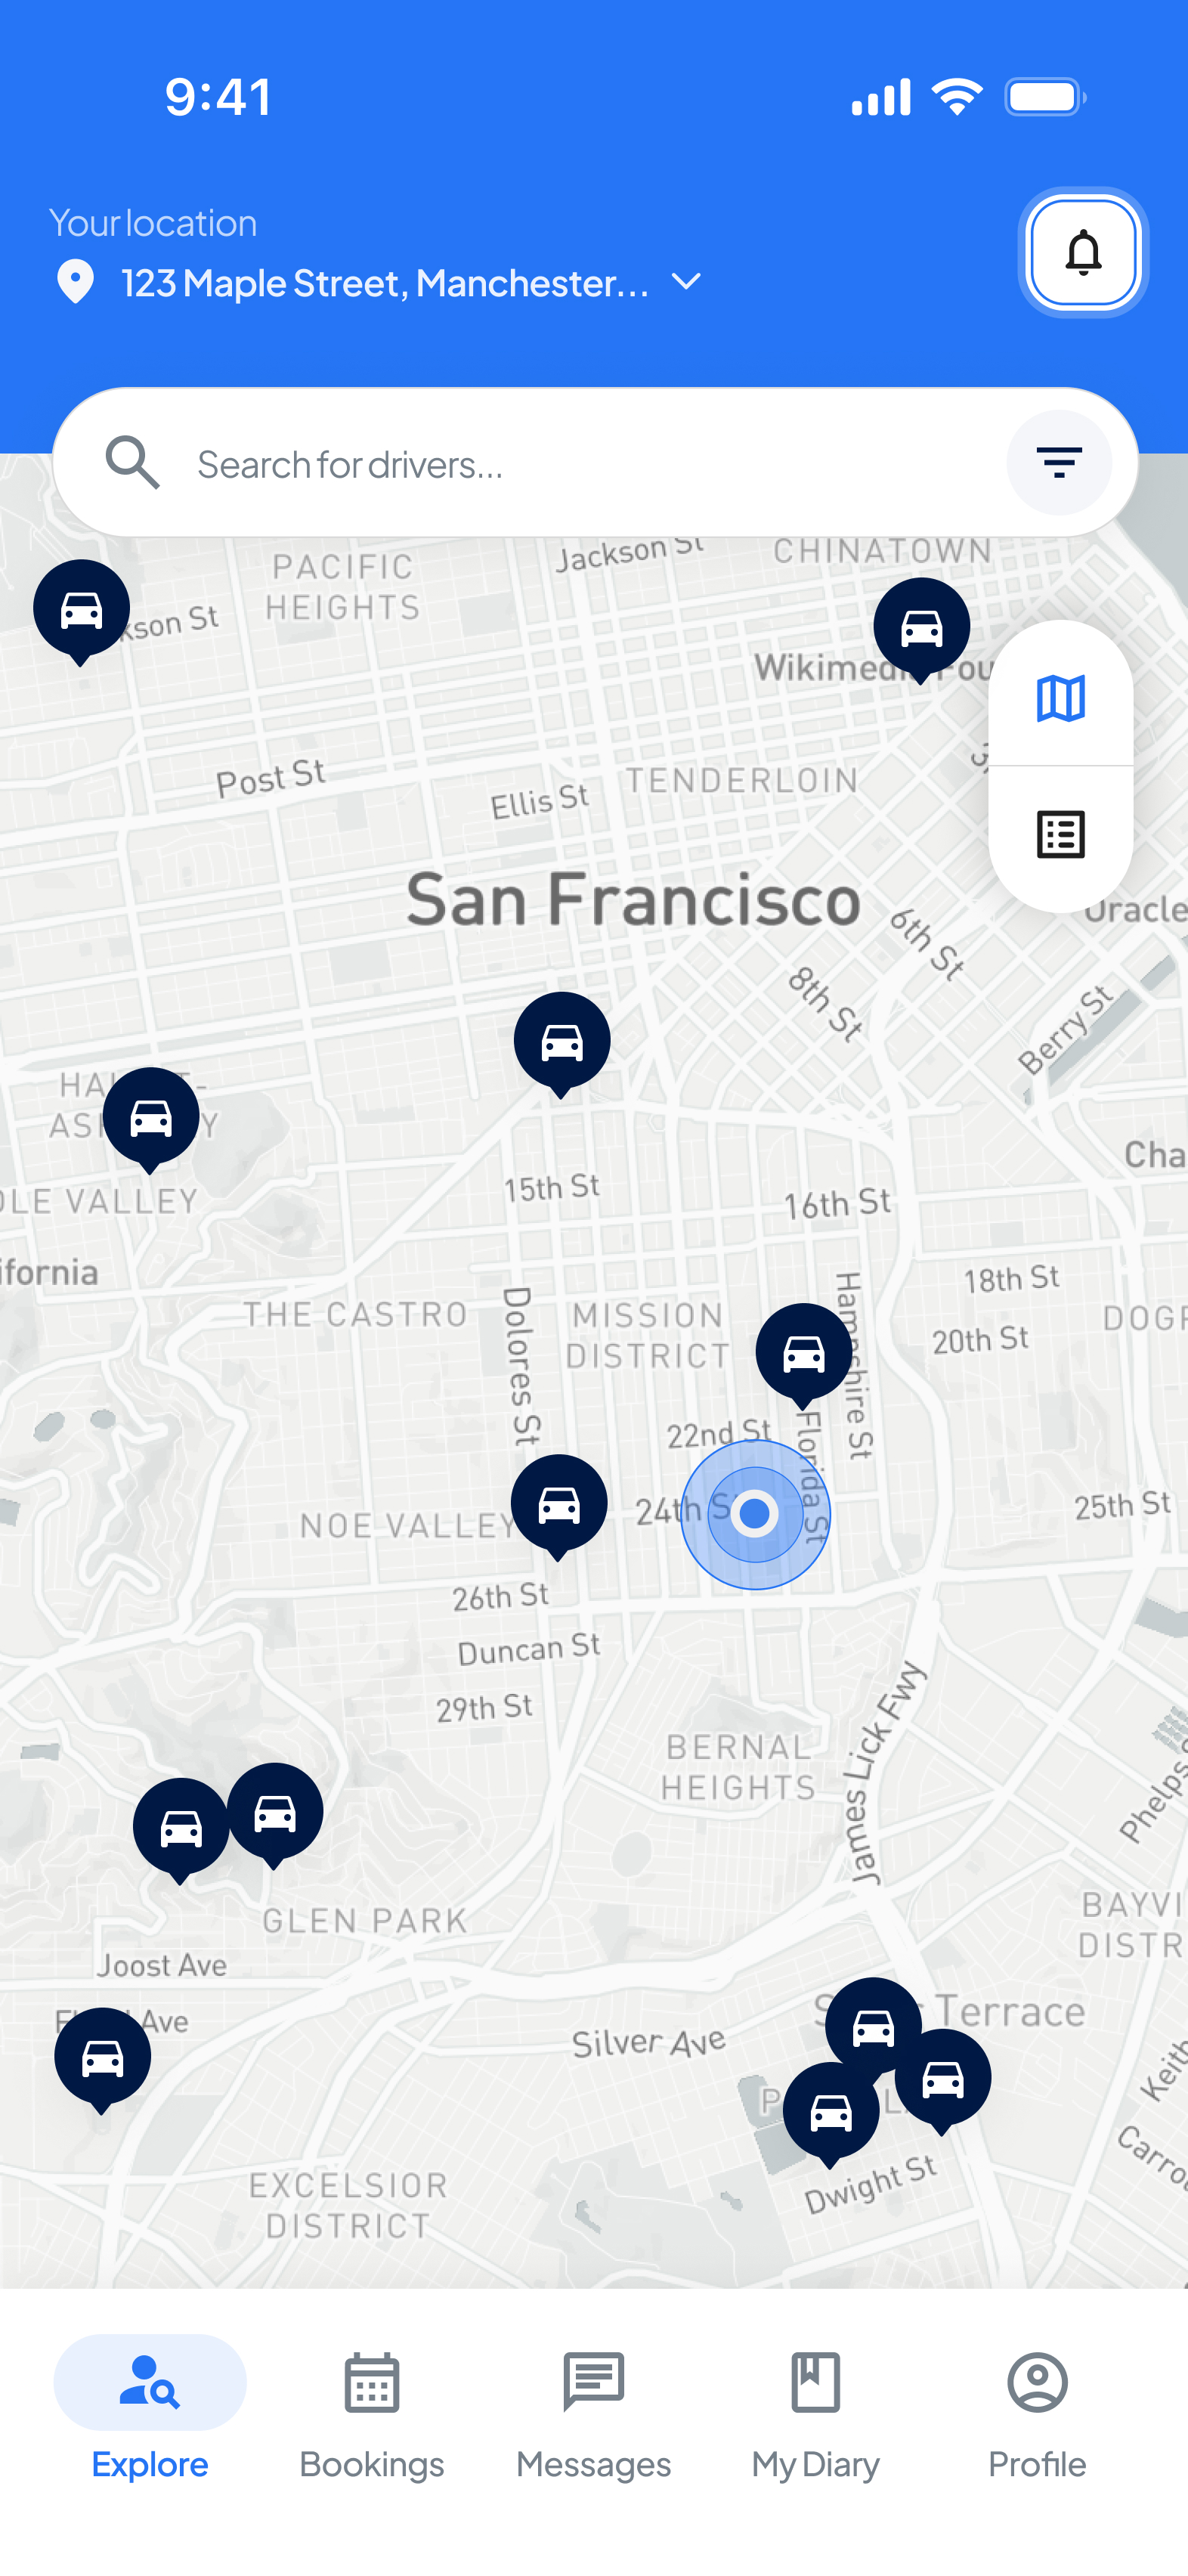 9:41
Your location
123 Maple Street, Manchester...
Search for drivers...
Jackson St
CHINATOWN
PACIFIC
HEIGHTS
kson St
Post St
Ellis St
TENDERLOIN
San Francisco
6th St
8th St
Oracle
Berry St
OLE VALLEY
15th St
16th St
Cha
ifornia
18th St
THE CASTRO
Dolores St
MISSION
DISTRICT
Hampshire St
20th St
DOGP
22nd St
Florida St
24th S
25th St
NOE VALLEY
26th St
Duncan St
29th St
BERNAL
HEIGHTS
James Lick Fwy
Phelps
GLEN PARK
BAYVI
DISTR
Joost Ave
Ave
Terrace
Silver Ave
Keith
Carro
Dwight St
EXCELSIOR
DISTRICT
Explore
Bookings
Messages
My Diary
Profile